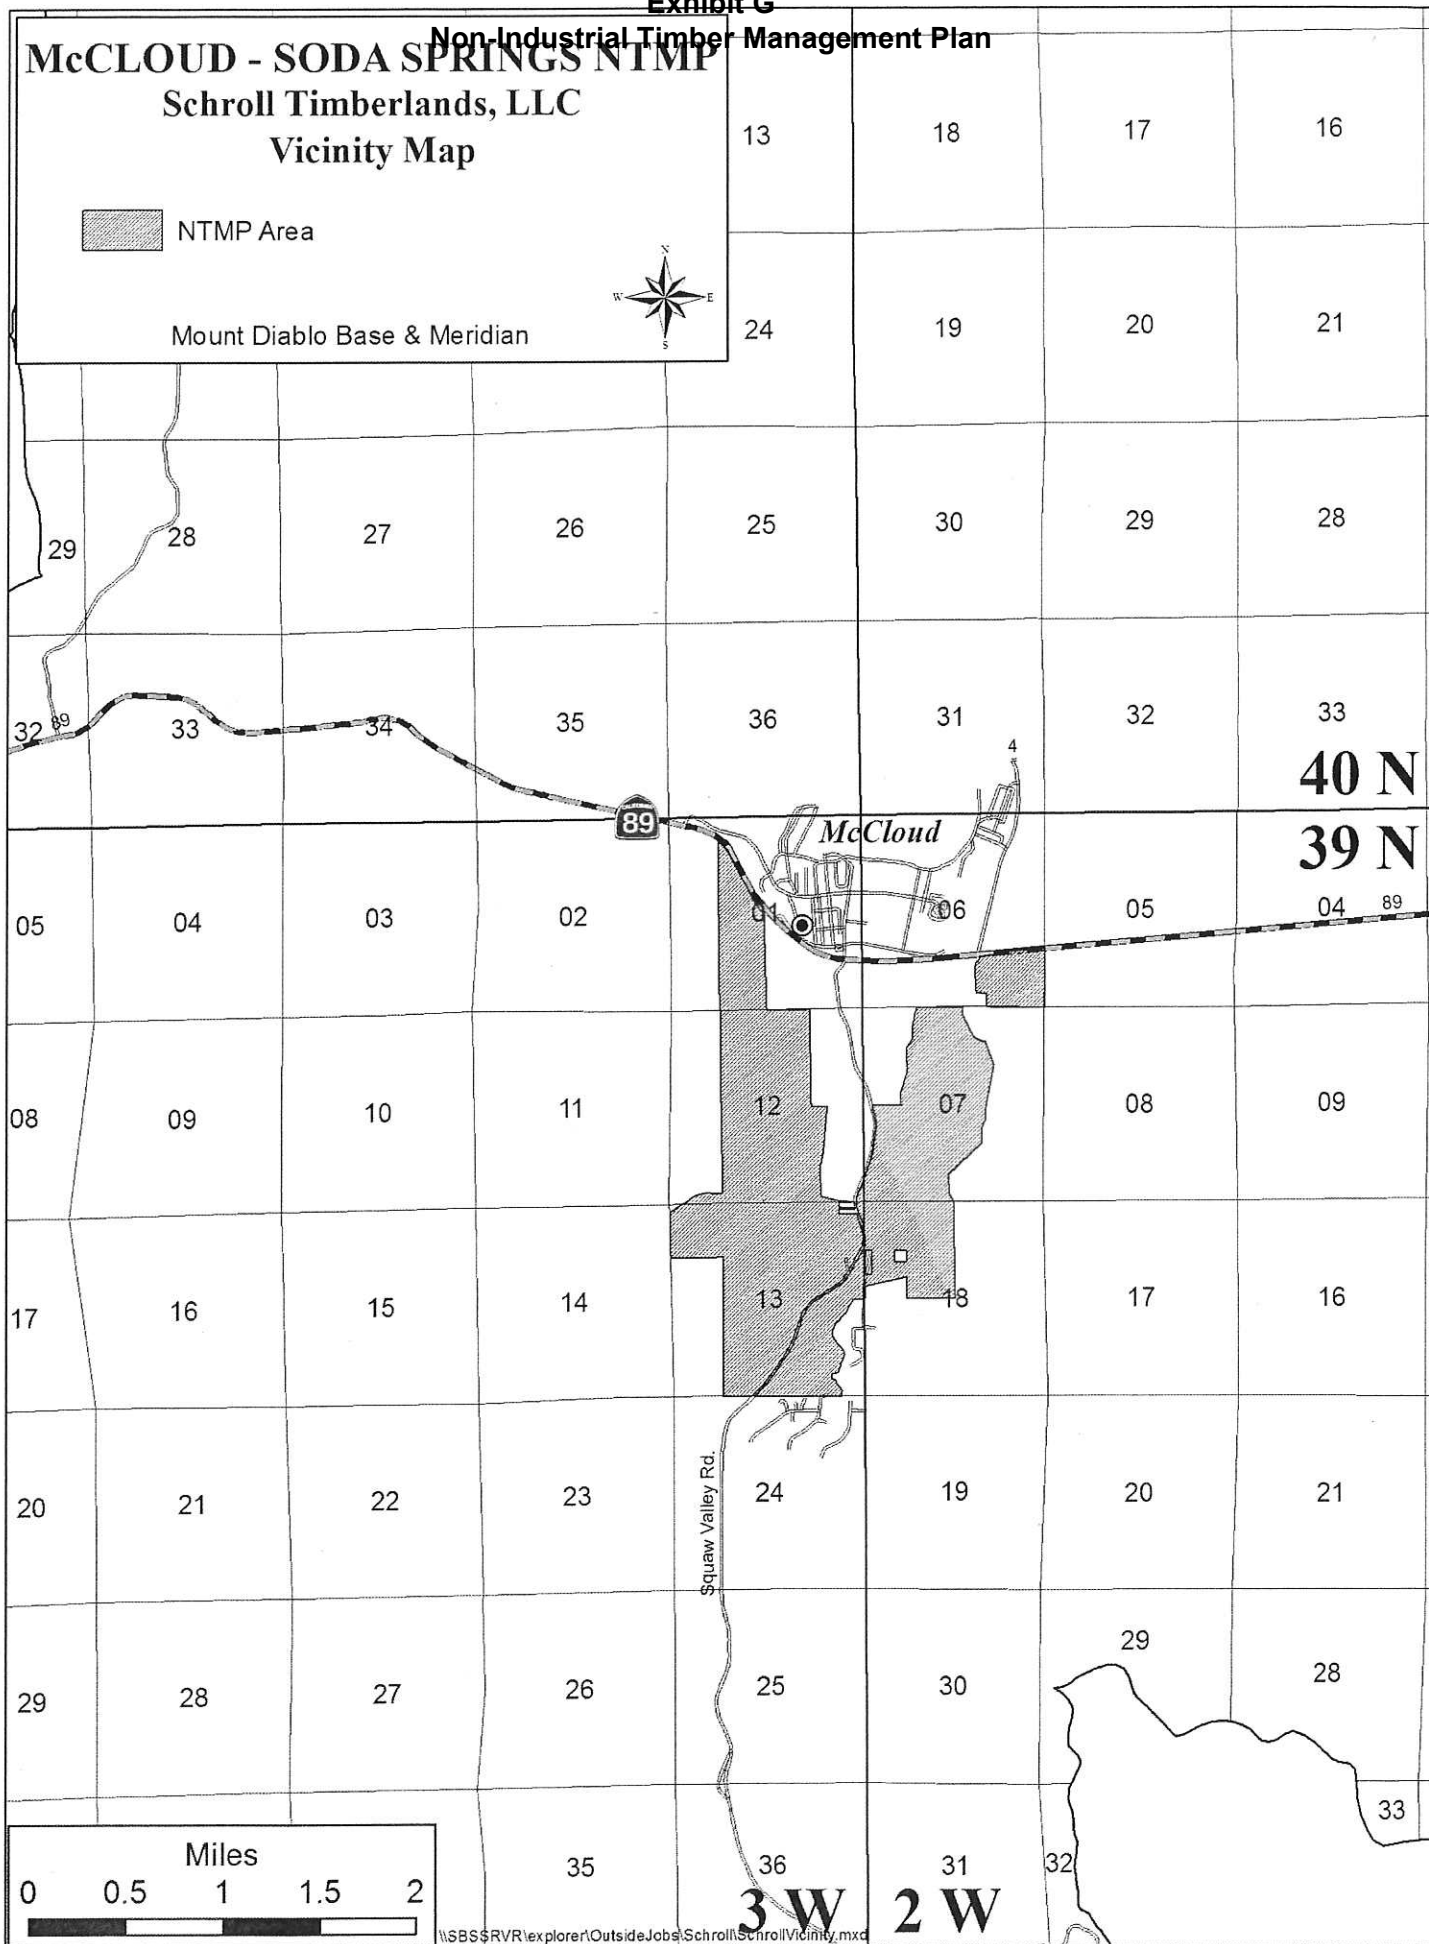 Exhibit G
Non-Industrial Timber Management Plan
McCLOUD - SODA SPRINGS NTMP
Schroll Timberlands, LLC
Vicinity Map
NTMP Area
N
W E
S
Mount Diablo Base & Meridian
13 18 17 16
24 19 20 21
29 28 27 26 25 30 29 28
32 89 33 34 35 36 31 32 33
4
40 N
89
McCloud
39 N
05 04 03 02 01 06 05 04 89
08 09 10 11 12 07 08 09
17 16 15 14 13 18 17 16
Squaw Valley Rd.
20 21 22 23 24 19 20 21
29 28 27 26 25 30 29 28
33
35 36 31 32
Miles
0 0.5 1 1.5 2
3 W 2 W
\\SBSSRVR\explorer\OutsideJobs\Schroll\SchrollVicinity.mxd